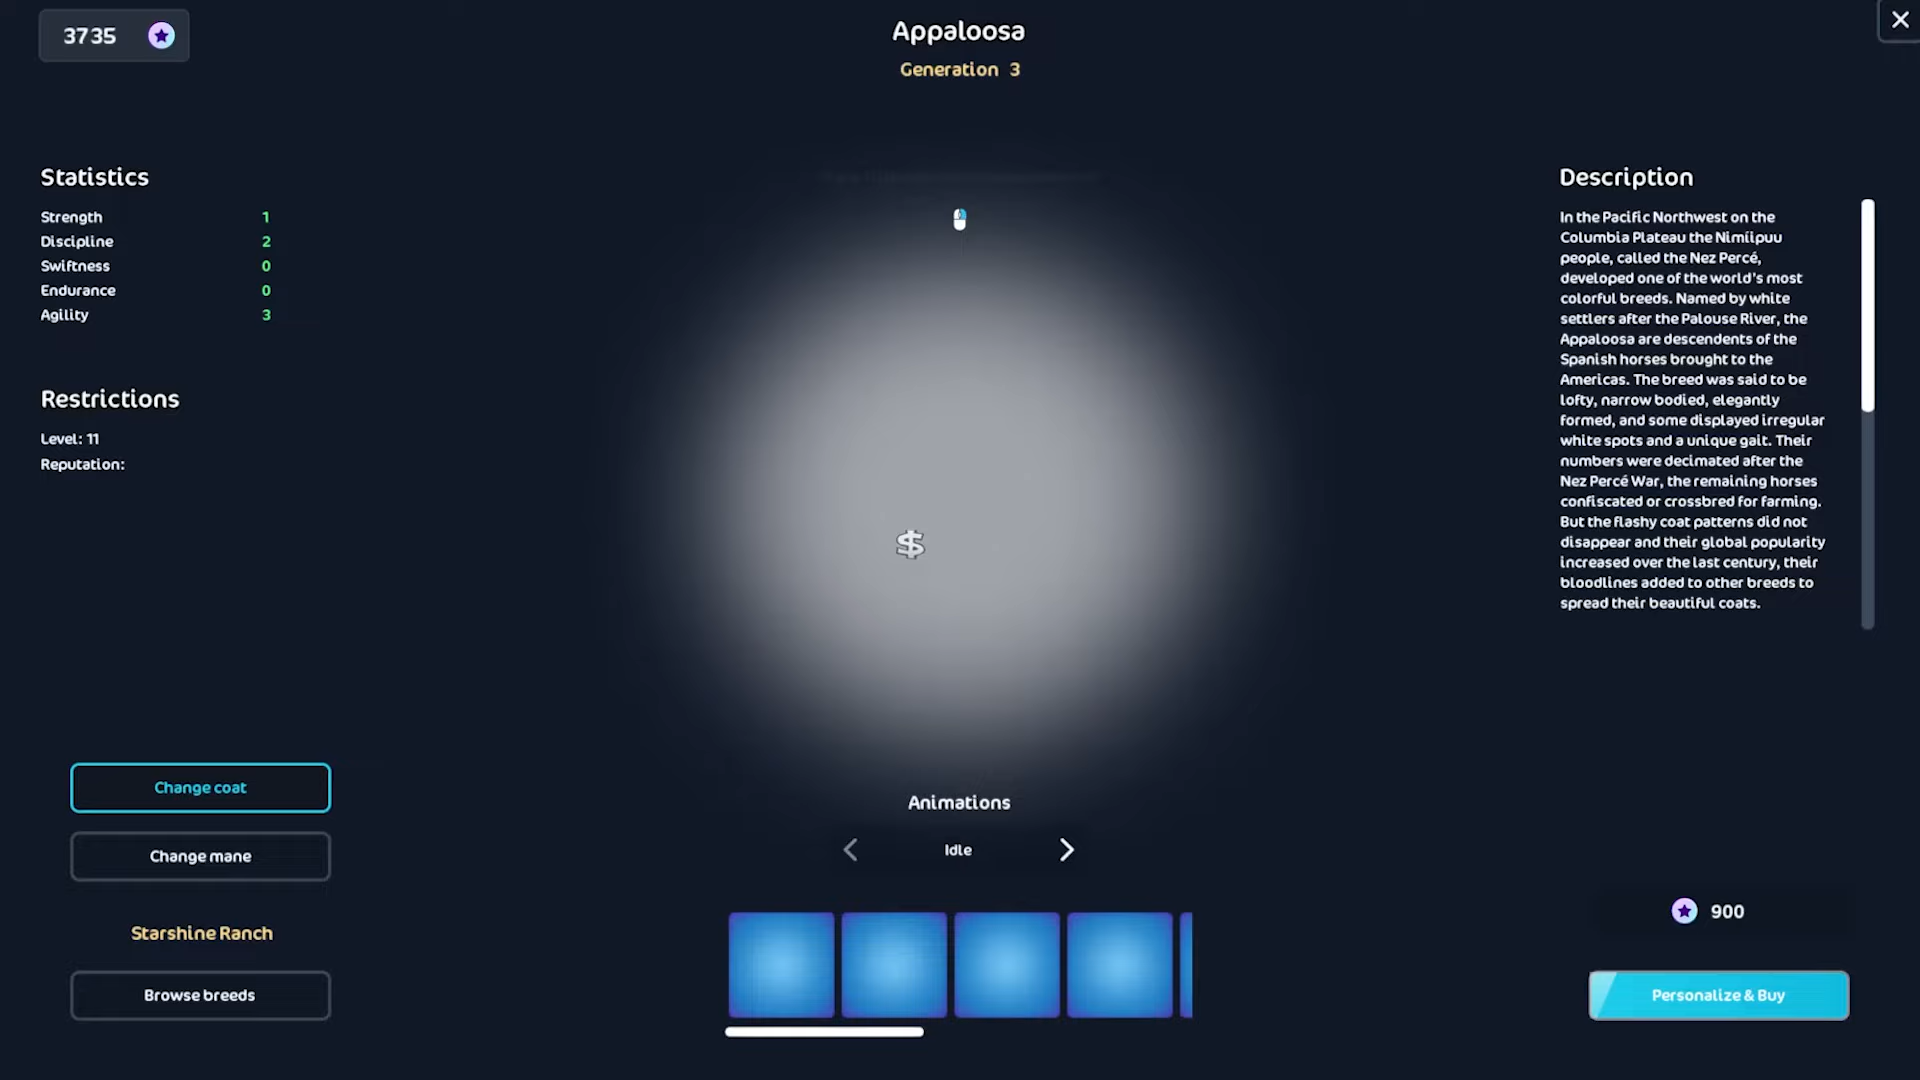 3735
Appaloosa
Generation 3
Statistics
Strength 1
Discipline 2
Swiftness 0
Endurance 0
Agility 3
Restrictions
Level: 11
Reputation:
Description
In the Pacific Northwest on the
Columbia Plateau the Nimíipuu
people, called the Nez Percé,
developed one of the world's most
colorful breeds. Named by white
settlers after the Palouse River, the
Appaloosa are descendents of the
Spanish horses brought to the
Americas. The breed was said to be
lofty, narrow bodied, elegantly
formed, and some displayed irregular
white spots and a unique gait. Their
numbers were decimated after the
Nez Percé War, the remaining horses
confiscated or crossbred for farming.
But the flashy coat patterns did not
disappear and their global popularity
increased over the last century, their
bloodlines added to other breeds to
spread their beautiful coats.
$
Change coat
Change mane
Starshine Ranch
Browse breeds
Animations
Idle
900
Personalize & Buy